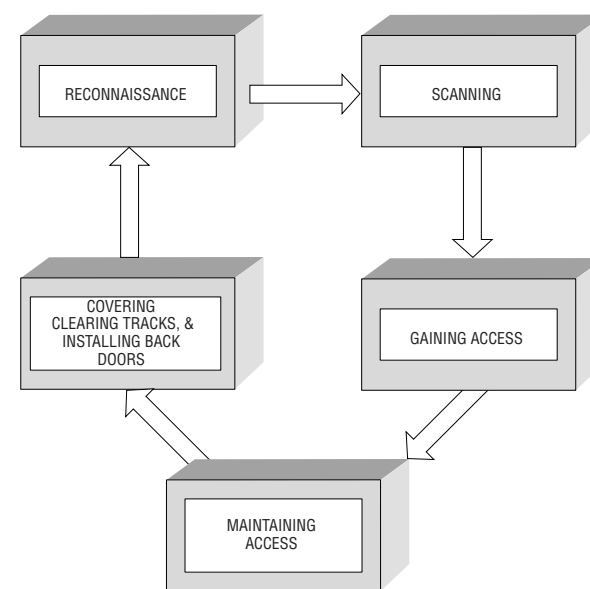 RECONNAISSANCE
SCANNING
COVERING
CLEARING TRACKS, &
INSTALLING BACK
DOORS
GAINING ACCESS
MAINTAINING
ACCESS